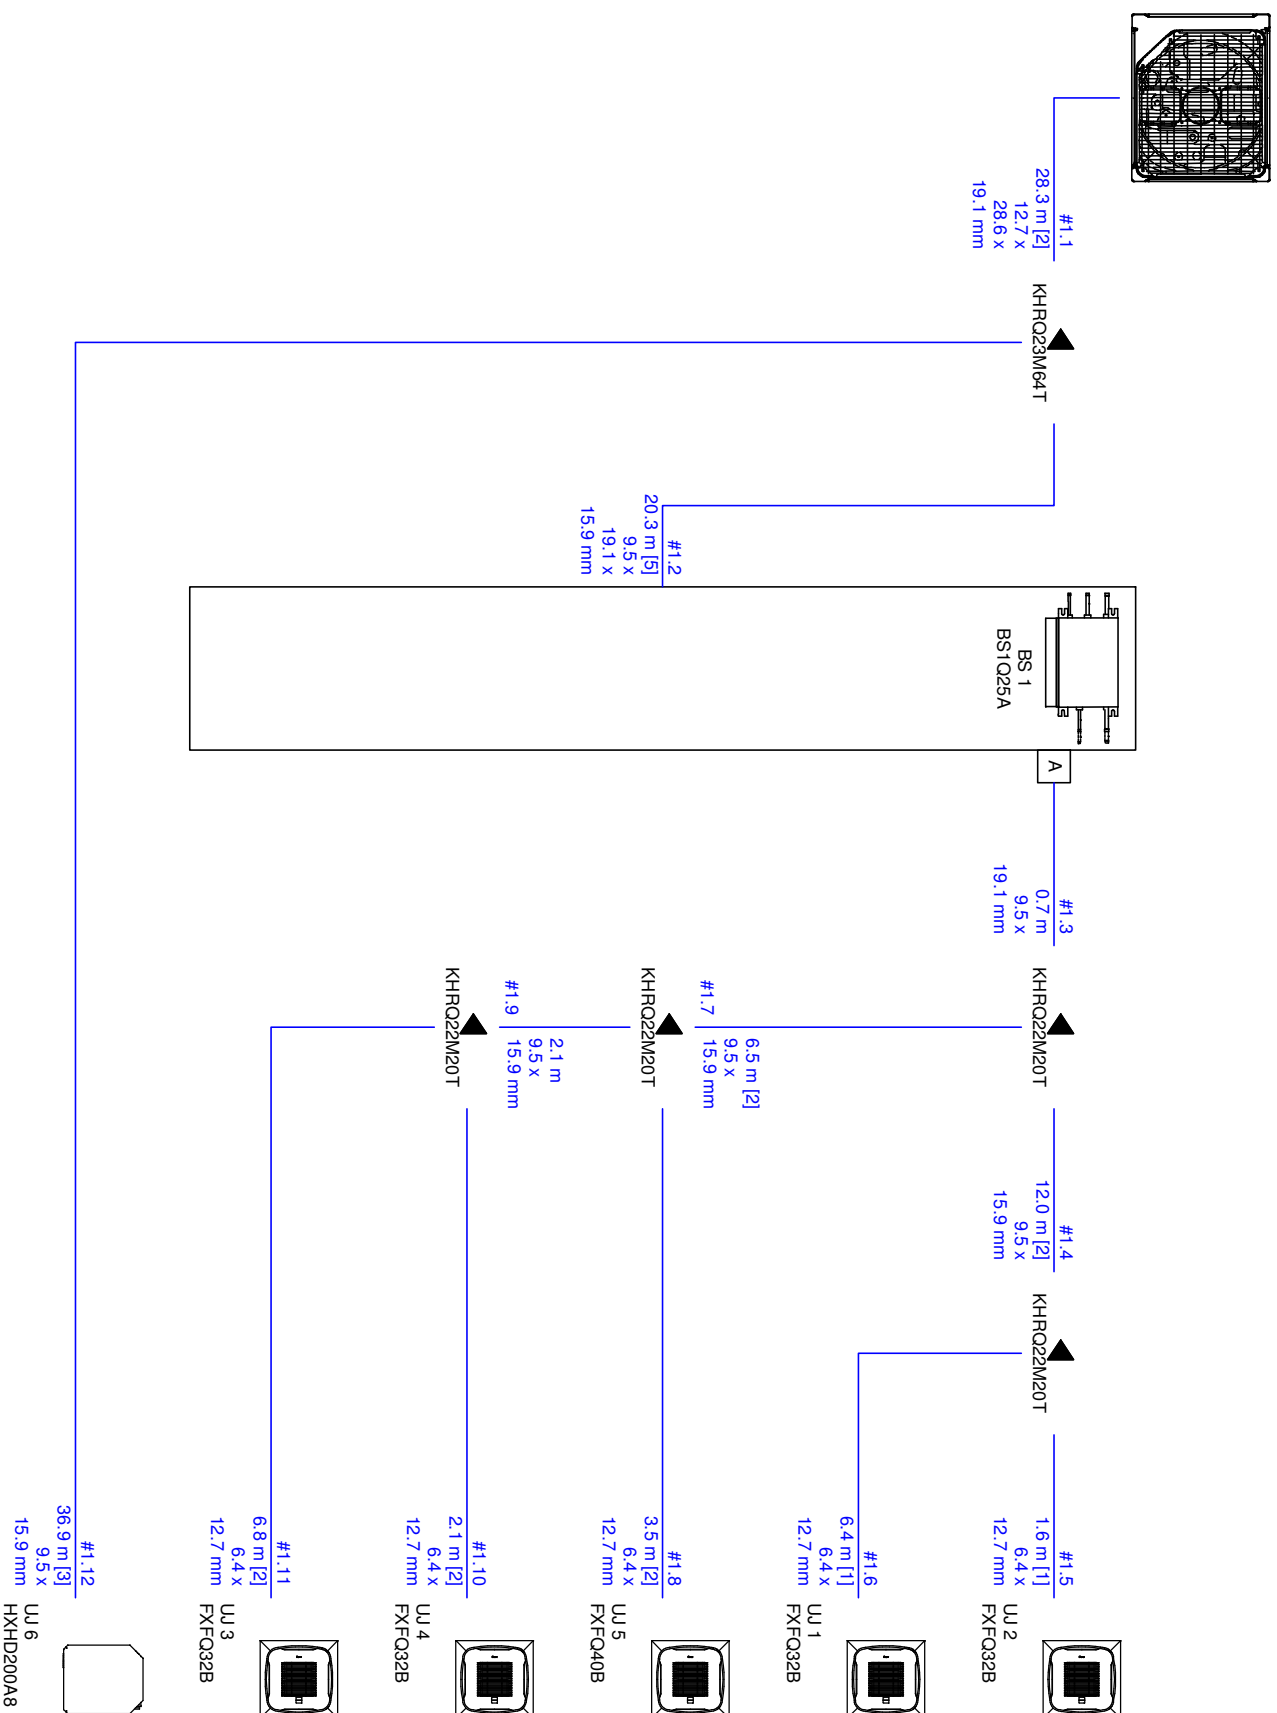 #1.1
28.3 m [2]
12.7 x
28.6 x
19.1 mm
KHRQ23M64T
#1.2
20.3 m [5]
9.5 x
19.1 x
15.9 mm
BS 1
BS1Q25A
A
#1.3
0.7 m
9.5 x
19.1 mm
KHRQ22M20T
#1.4
12.0 m [2]
9.5 x
15.9 mm
KHRQ22M20T
#1.5
1.6 m [1]
6.4 x
12.7 mm
UJ 2
FXFQ32B
#1.6
6.4 m [1]
6.4 x
12.7 mm
UJ 1
FXFQ32B
#1.7
6.5 m [2]
9.5 x
15.9 mm
KHRQ22M20T
#1.8
3.5 m [2]
6.4 x
12.7 mm
UJ 5
FXFQ40B
#1.9
2.1 m
9.5 x
15.9 mm
KHRQ22M20T
#1.10
2.1 m [2]
6.4 x
12.7 mm
UJ 4
FXFQ32B
#1.11
6.8 m [2]
6.4 x
12.7 mm
UJ 3
FXFQ32B
#1.12
36.9 m [3]
9.5 x
15.9 mm
UJ 6
HXHD200A8